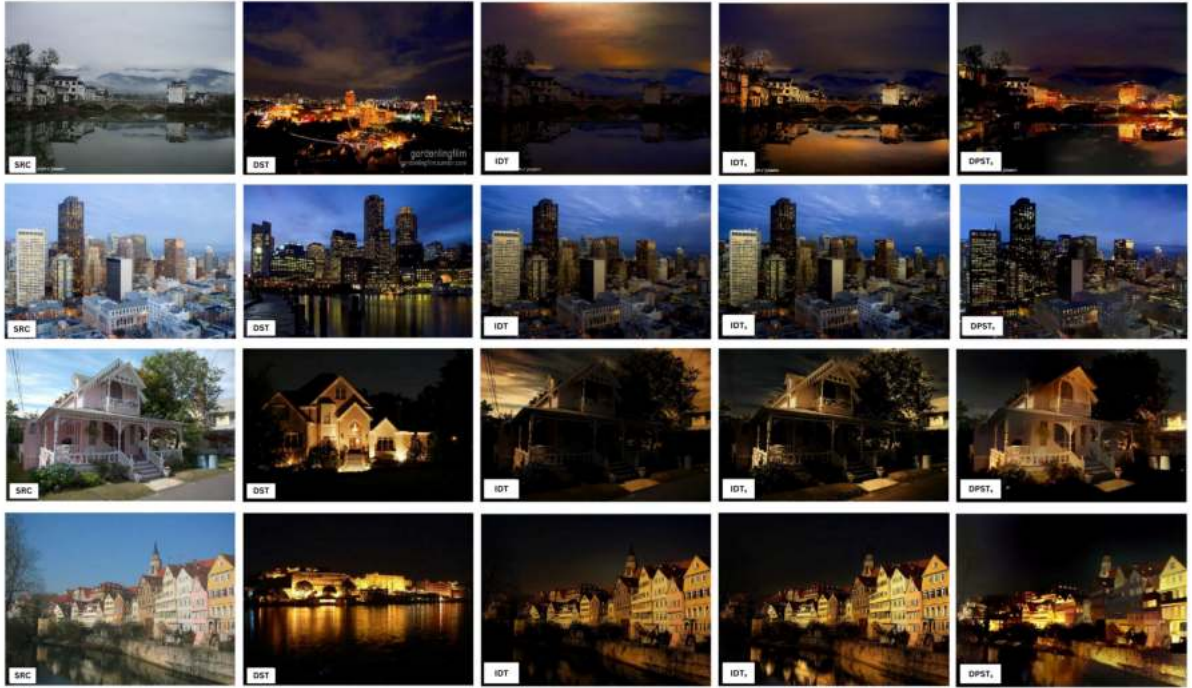 SRC
DST
gordonlingfilm
IDT
IDTₛ
DPSTₛ
SRC
DST
IDT
IDTₛ
DPSTₛ
SRC
DST
IDT
IDTₛ
DPSTₛ
SRC
DST
IDT
IDTₛ
DPSTₛ